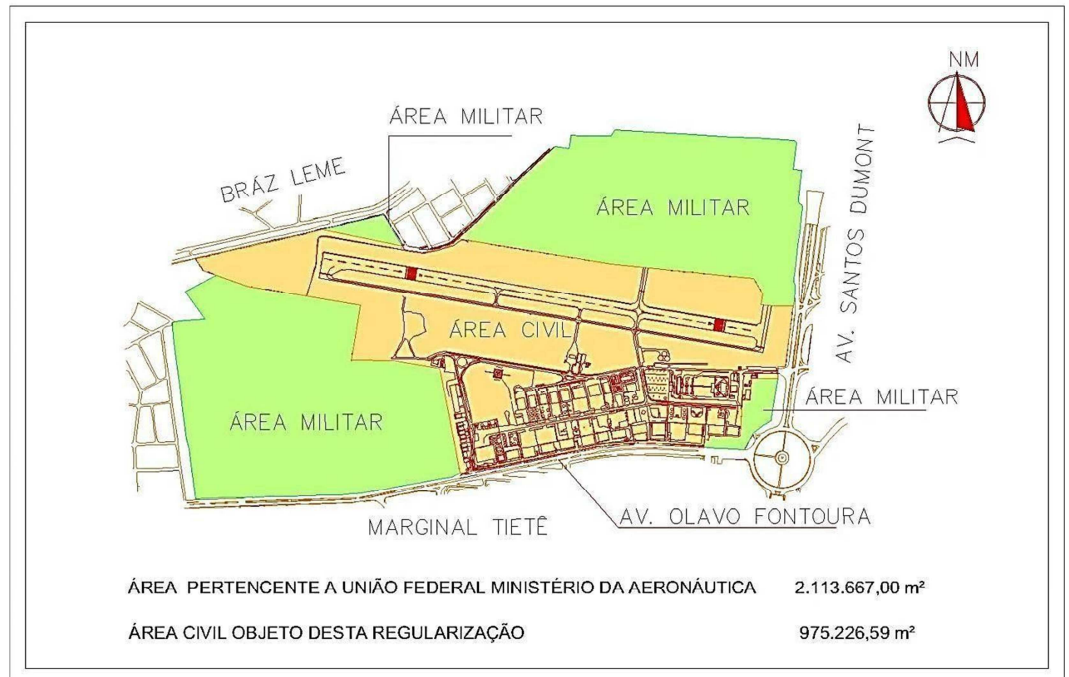 NM
ÁREA MILITAR
BRÁZ LEME
ÁREA MILITAR
AV. SANTOS DUMONT
ÁREA CIVIL
ÁREA MILITAR
ÁREA MILITAR
AV. OLAVO FONTOURA
MARGINAL TIETÊ
ÁREA PERTENCENTE A UNIÃO FEDERAL MINISTÉRIO DA AERONÁUTICA 2.113.667,00 m²
ÁREA CIVIL OBJETO DESTA REGULARIZAÇÃO 975.226,59 m²